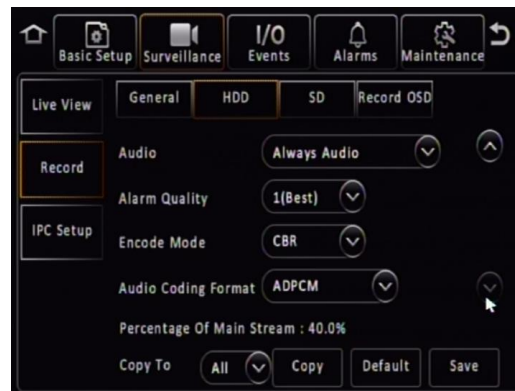 Basic Setup
Surveillance
I/O
Events
Alarms
Maintenance
Live View
Record
IPC Setup
General
HDD
SD
Record OSD
Audio
Always Audio
Alarm Quality
1(Best)
Encode Mode
CBR
Audio Coding Format
ADPCM
Percentage Of Main Stream : 40.0%
Copy To
All
Copy
Default
Save